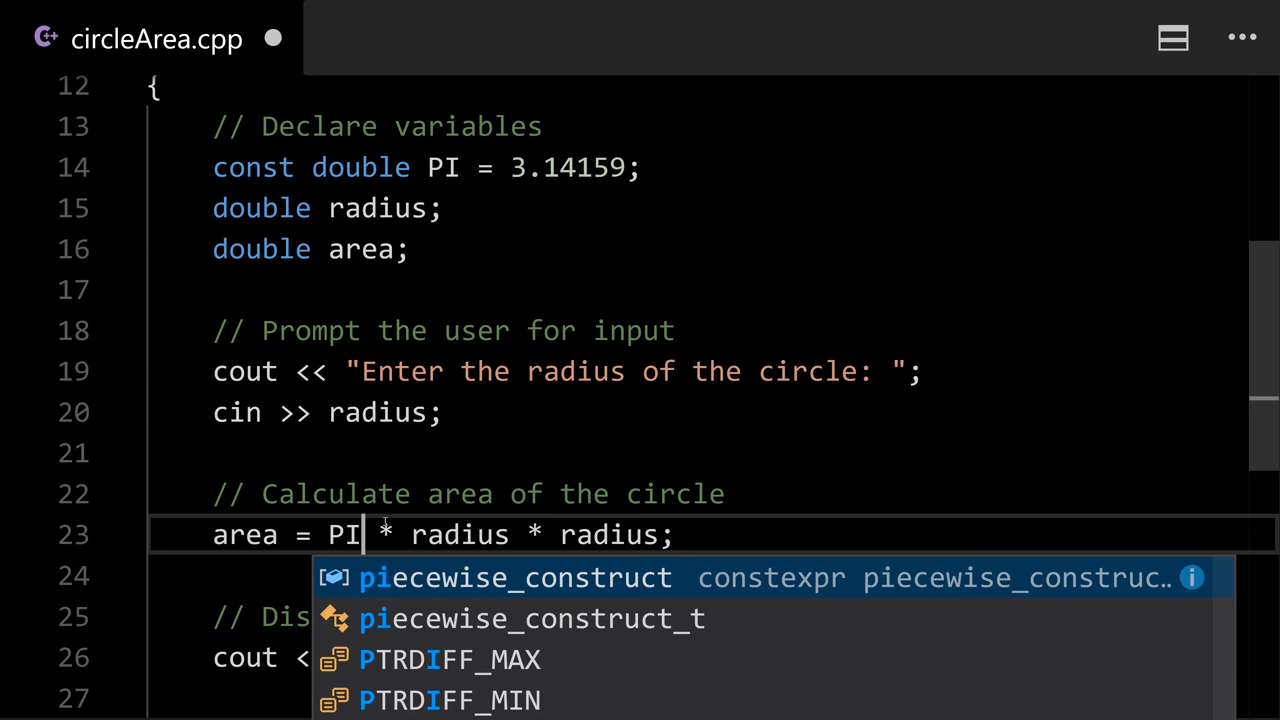 circleArea.cpp
12 {
13 // Declare variables
14 const double PI = 3.14159;
15 double radius;
16 double area;
17
18 // Prompt the user for input
19 cout << "Enter the radius of the circle: ";
20 cin >> radius;
21
22 // Calculate area of the circle
23 area = PI * radius * radius;
24 piecewise_construct constexpr piecewise_construc…
25 // Dis piecewise_construct_t
26 cout < PTRDIFF_MAX
27 PTRDIFF_MIN